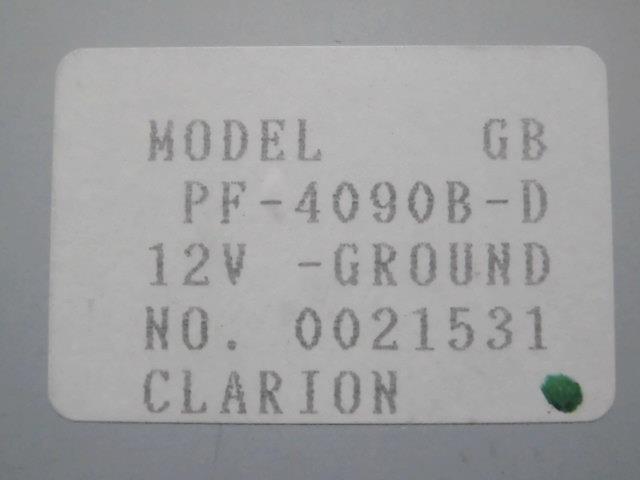 MODEL GB
PF-4090B-D
12V -GROUND
NO. 0021531
CLARION